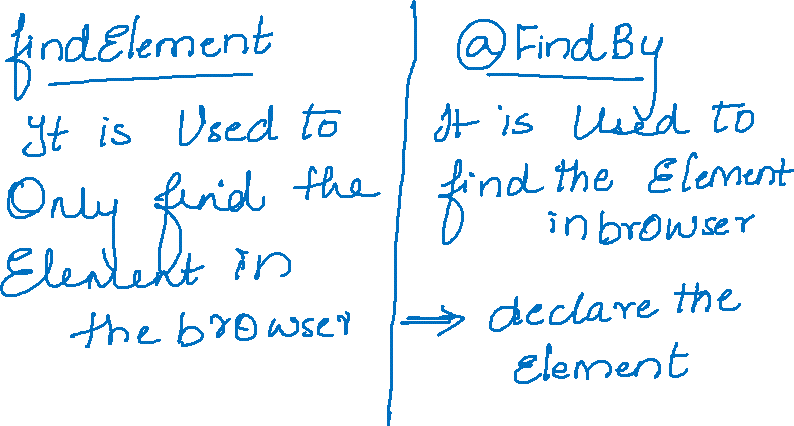 findElement
It is Used to
Only find the
Element in
the browser
@FindBy
It is Used to
find the Element
in browser
⇒ declare the
Element